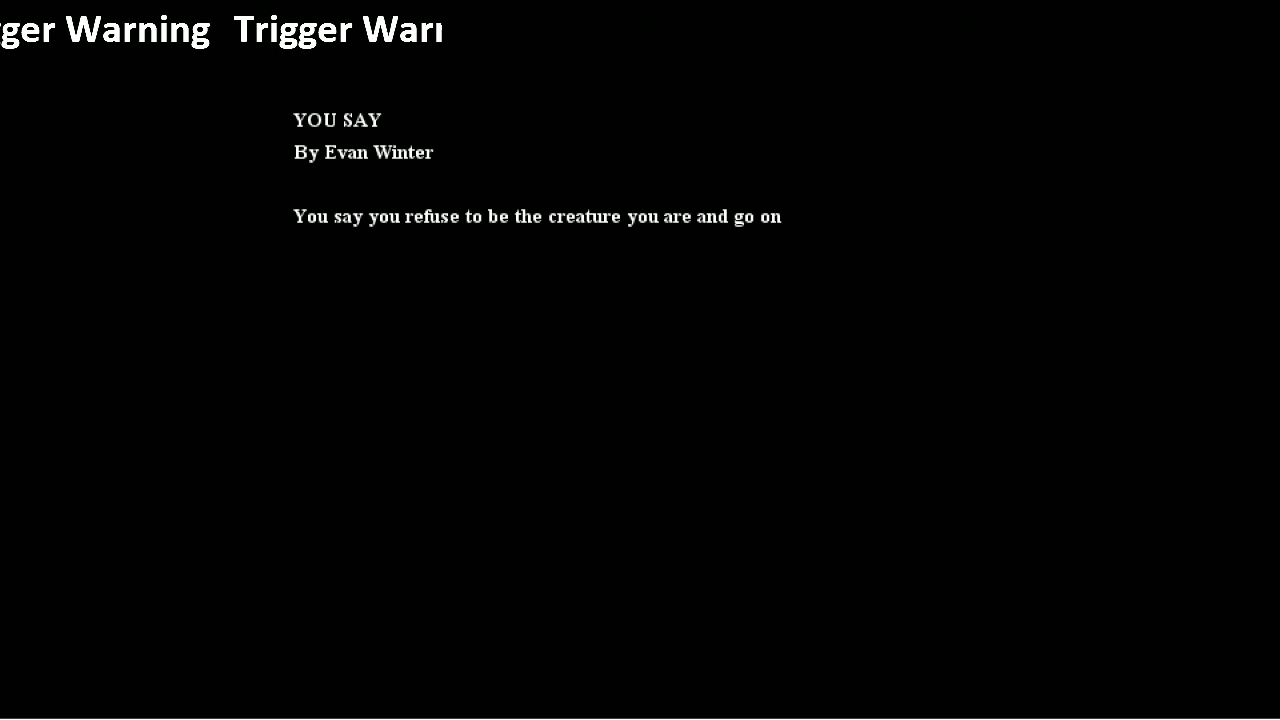 gger Warning Trigger War
YOU SAY
By Evan Winter
You say you refuse to be the creature you are and go on